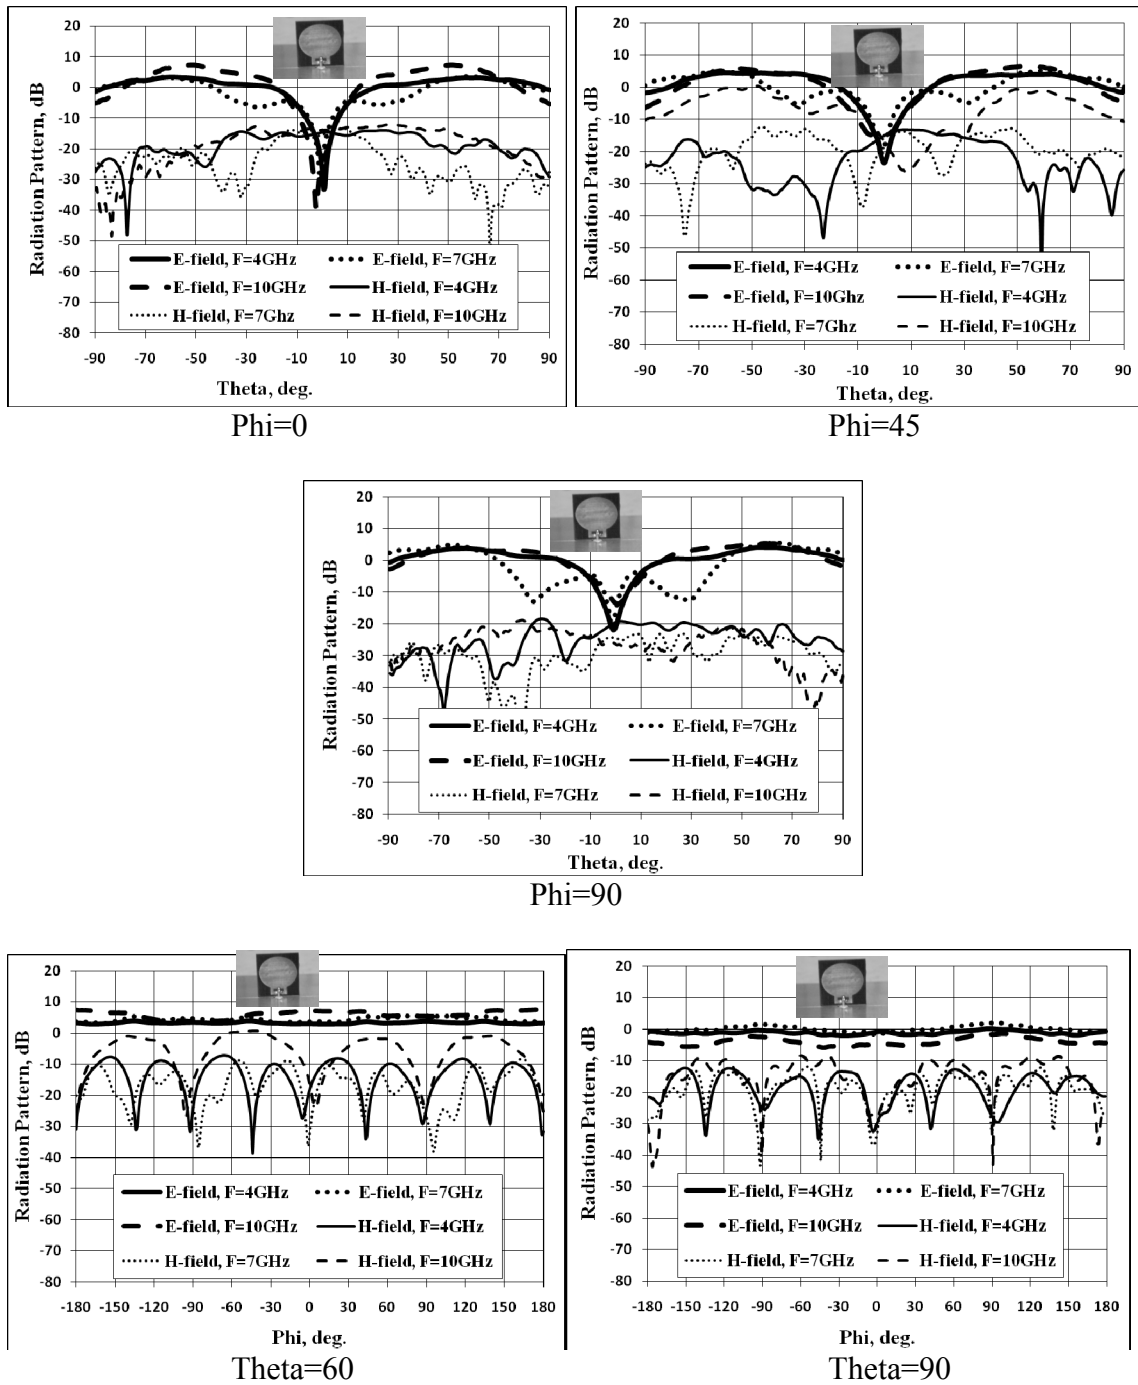 20
10
0
-10
-20
-30
-40
-50
-60
-70
-80
Radiation Pattern, dB
E-field, F=4GHz E-field, F=7GHz
E-field, F=10GHz H-field, F=4GHz
H-field, F=7Ghz H-field, F=10GHz
-90 -70 -50 -30 -10 10 30 50 70 90
Theta, deg.
Phi=0
20
10
0
-10
-20
-30
-40
-50
-60
-70
-80
Radiation Pattern, dB
E-field, F=4GHz E-field, F=7GHz
E-field, F=10Ghz H-field, F=4GHz
H-field, F=7Ghz H-field, F=10GHz
-90 -70 -50 -30 -10 10 30 50 70 90
Theta, deg.
Phi=45
20
10
0
-10
-20
-30
-40
-50
-60
-70
-80
Radiation Pattern, dB
E-field, F=4GHz E-field, F=7GHz
E-field, F=10GHz H-field, F=4GHz
H-field, F=7GHz H-field, F=10GHz
-90 -70 -50 -30 -10 10 30 50 70 90
Theta, deg.
Phi=90
20
10
0
-10
-20
-30
-40
-50
-60
-70
-80
Radiation Pattern, dB
E-field, F=4GHz E-field, F=7GHz
E-field, F=10GHz H-field, F=4GHz
H-field, F=7GHz H-field, F=10GHz
-180 -150 -120 -90 -60 -30 0 30 60 90 120 150 180
Phi, deg.
Theta=60
20
10
0
-10
-20
-30
-40
-50
-60
-70
-80
Radiation Pattern, dB
E-field, F=4GHz E-field, F=7GHz
E-field, F=10GHz H-field, F=4GHz
H-field, F=7GHz H-field, F=10GHz
-180 -150 -120 -90 -60 -30 0 30 60 90 120 150 180
Phi, deg.
Theta=90